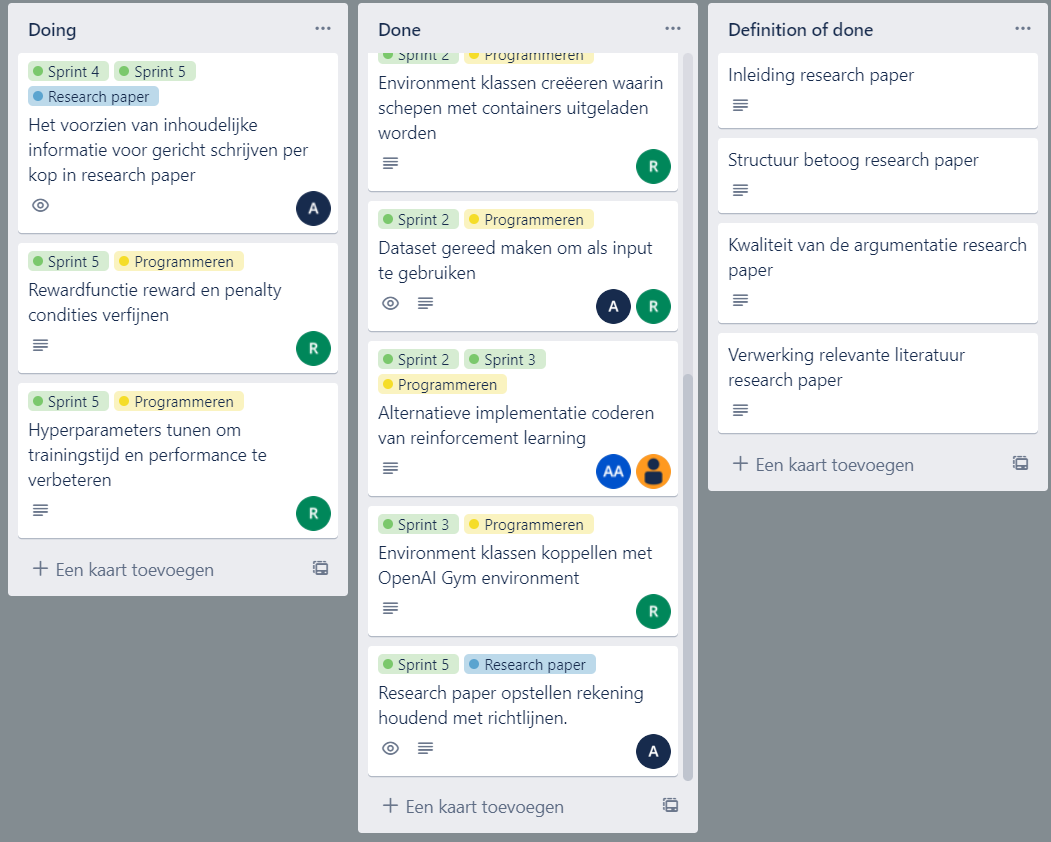 Doing
Sprint 4 Sprint 5
Research paper
Het voorzien van inhoudelijke
informatie voor gericht schrijven per
kop in research paper
A
Sprint 5 Programmeren
Rewardfunctie reward en penalty
condities verfijnen
R
Sprint 5 Programmeren
Hyperparameters tunen om
trainingstijd en performance te
verbeteren
R
Een kaart toevoegen
Done
Sprint 2 Programmeren
Environment klassen creëeren waarin
schepen met containers uitgeladen
worden
R
Sprint 2 Programmeren
Dataset gereed maken om als input
te gebruiken
A R
Sprint 2 Sprint 3
Programmeren
Alternatieve implementatie coderen
van reinforcement learning
AA
Sprint 3 Programmeren
Environment klassen koppellen met
OpenAI Gym environment
R
Sprint 5 Research paper
Research paper opstellen rekening
houdend met richtlijnen.
A
Een kaart toevoegen
Definition of done
Inleiding research paper
Structuur betoog research paper
Kwaliteit van de argumentatie research
paper
Verwerking relevante literatuur
research paper
Een kaart toevoegen